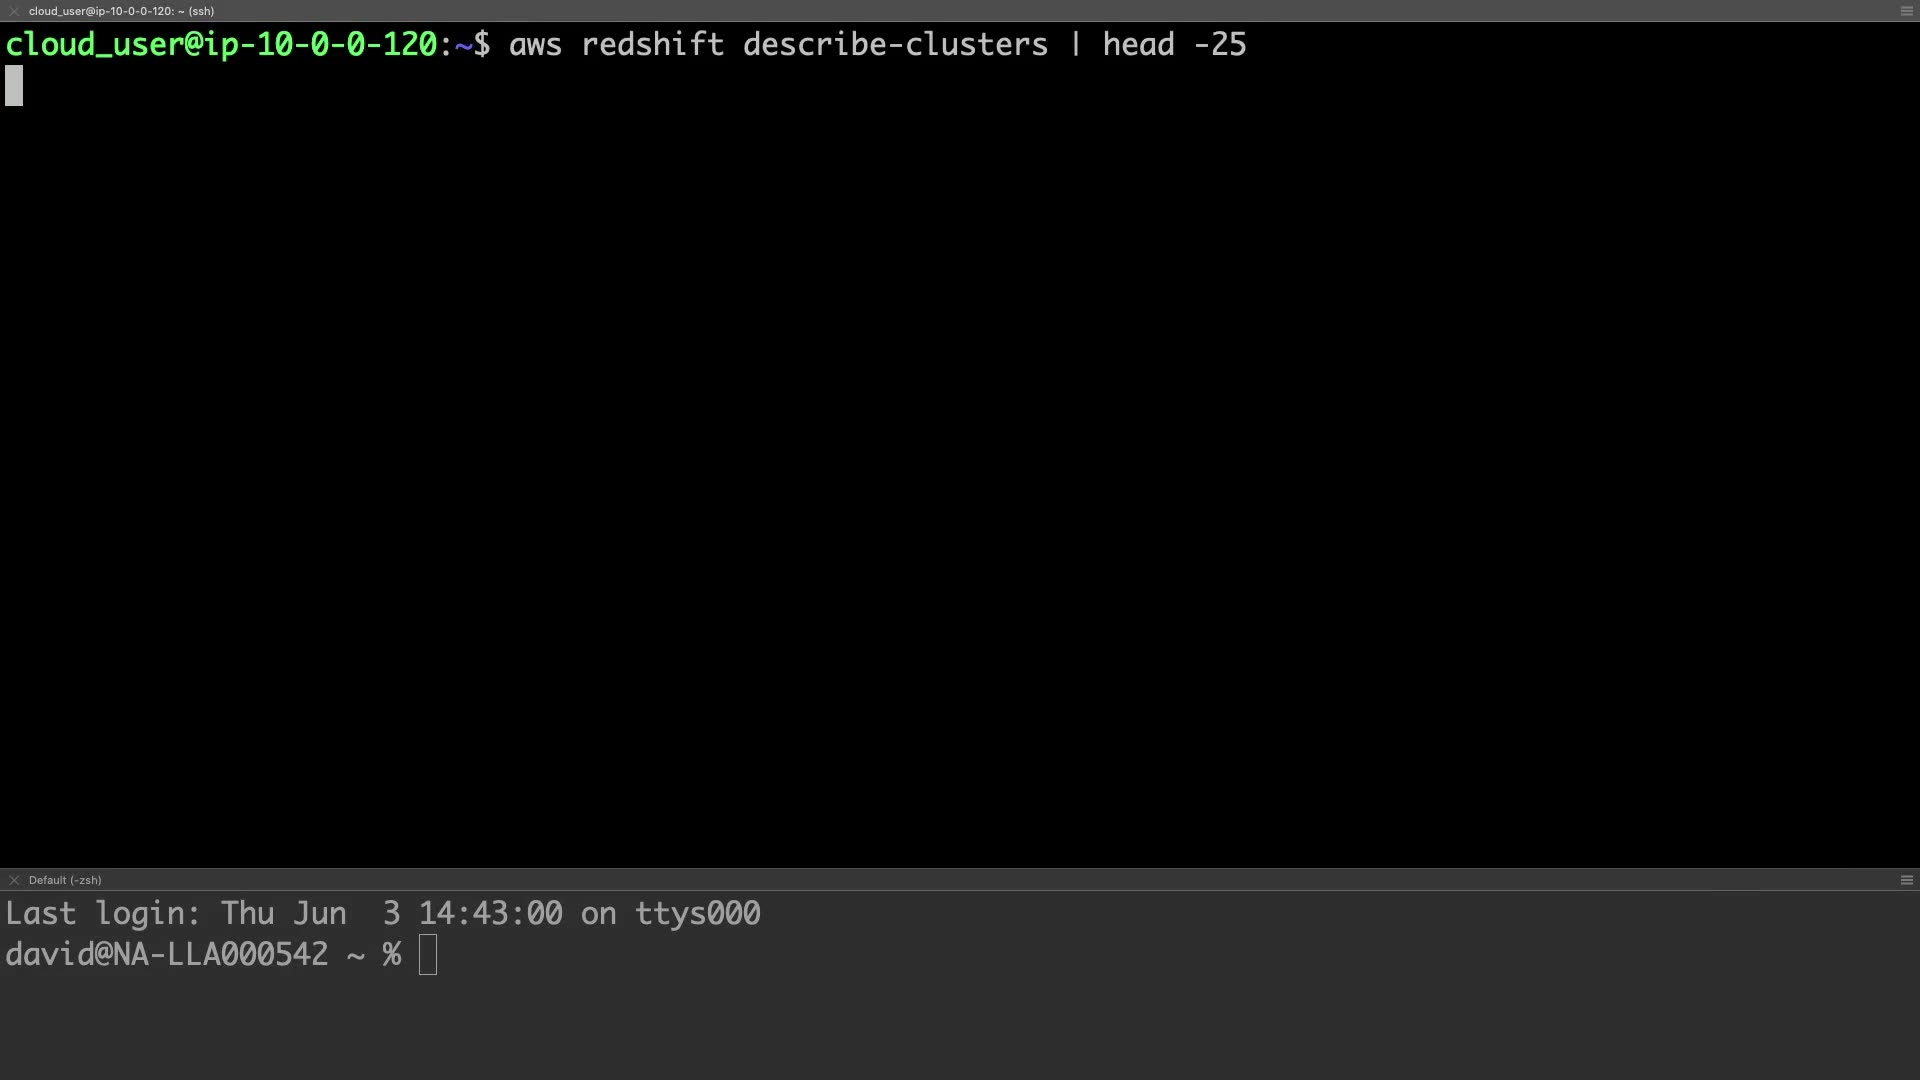 cloud_user@ip-10-0-0-120: ~ (ssh)
cloud_user@ip-10-0-0-120:~$ aws redshift describe-clusters | head -25
Default (-zsh)
Last login: Thu Jun  3 14:43:00 on ttys000
david@NA-LLA000542 ~ %